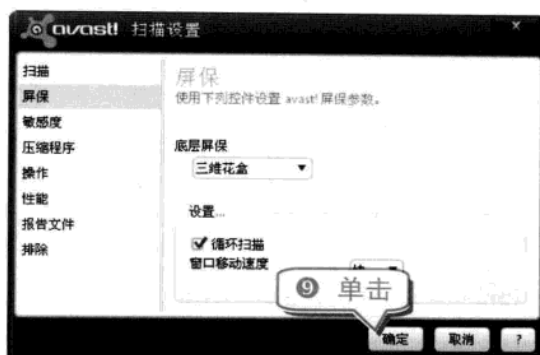 avast! 扫描设置
×
扫描
屏保
敏感度
压缩程序
操作
性能
报告文件
排除
屏保
使用下列控件设置 avast! 屏保参数。
底层屏保
三维花盒
设置...
循环扫描
窗口移动速度
❾ 单击
确定
取消
?